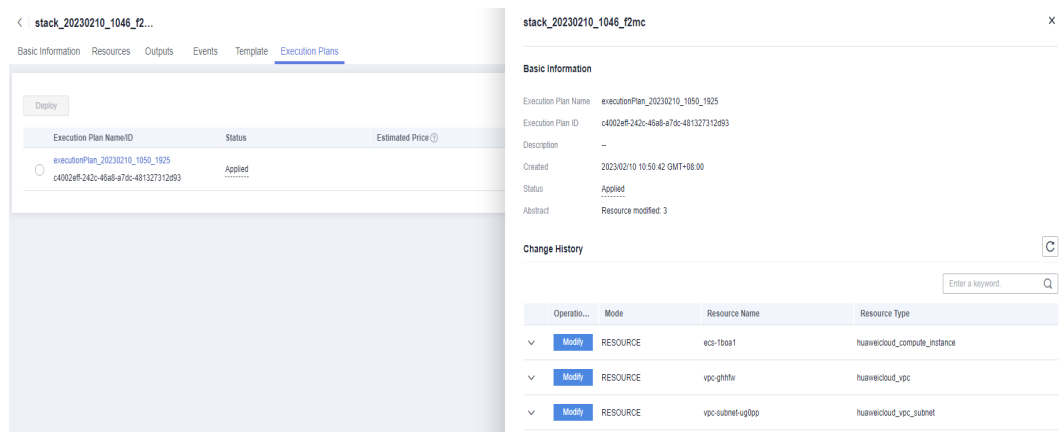 stack_20230210_1046_f2...
Basic Information Resources Outputs Events Template Execution Plans
Deploy
Execution Plan Name/ID Status Estimated Price
executionPlan_20230210_1050_1925
c4002eff-242c-46a8-a7dc-481327312d93
Applied
stack_20230210_1046_f2mc
Basic Information
Execution Plan Name executionPlan_20230210_1050_1925
Execution Plan ID c4002eff-242c-46a8-a7dc-481327312d93
Description --
Created 2023/02/10 10:50:42 GMT+08:00
Status Applied
Abstract Resource modified: 3
Change History
Enter a keyword.
Operatio... Mode Resource Name Resource Type
Modify RESOURCE ecs-1boa1 huaweicloud_compute_instance
Modify RESOURCE vpc-ghhfw huaweicloud_vpc
Modify RESOURCE vpc-subnet-ug0pp huaweicloud_vpc_subnet